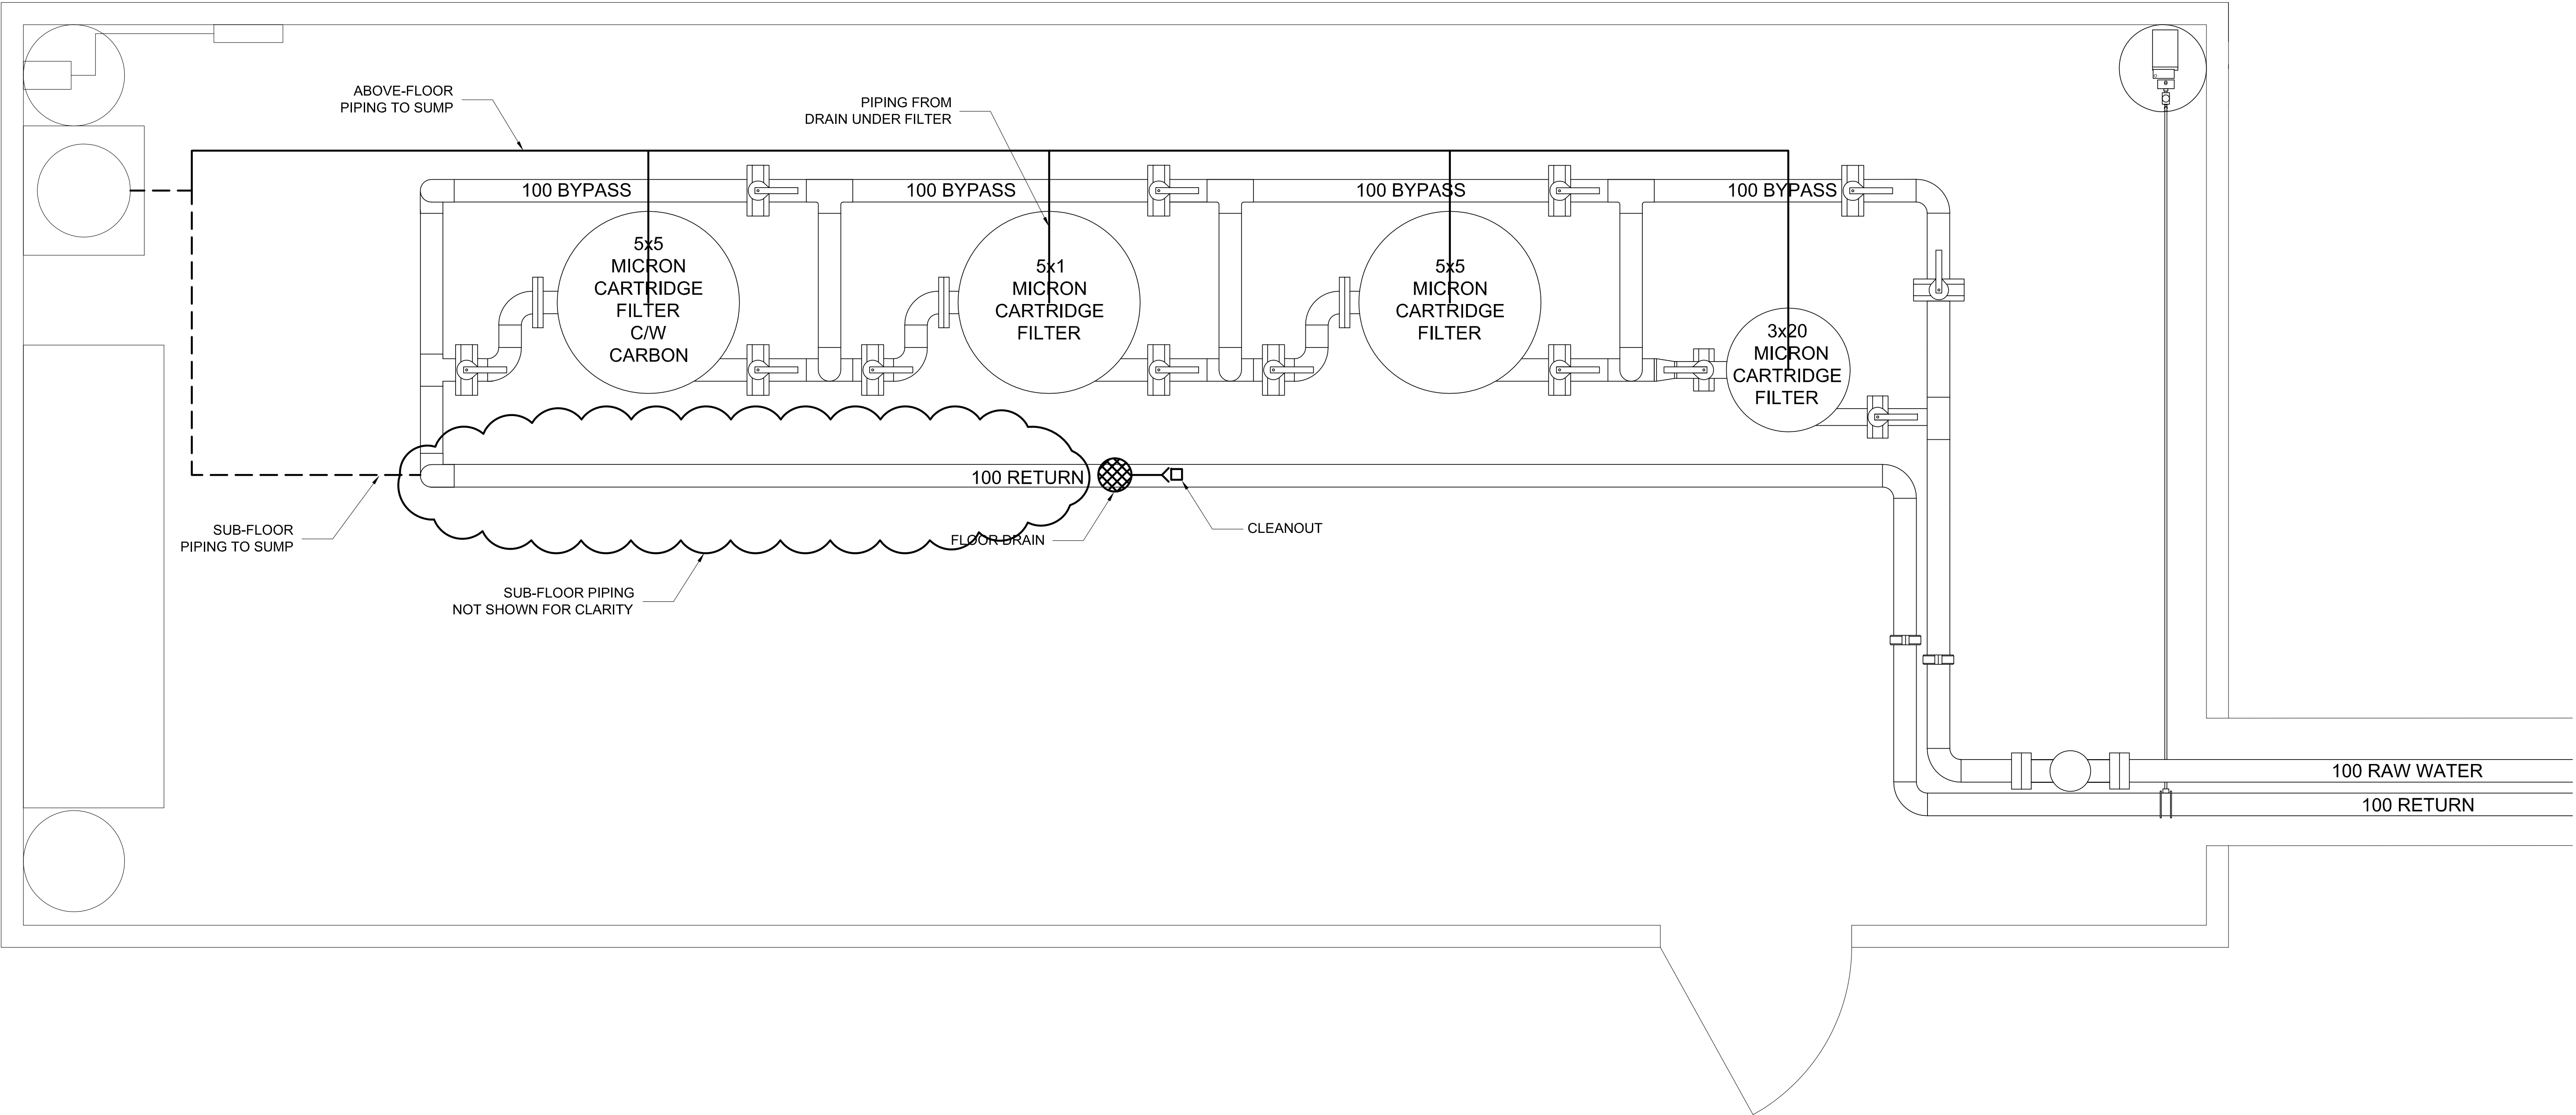 ABOVE-FLOOR
PIPING TO SUMP
PIPING FROM
DRAIN UNDER FILTER
100 BYPASS
100 BYPASS
100 BYPASS
100 BYPASS
5x5
MICRON
CARTRIDGE
FILTER
C/W
CARBON
5x1
MICRON
CARTRIDGE
FILTER
5x5
MICRON
CARTRIDGE
FILTER
3x20
MICRON
CARTRIDGE
FILTER
100 RETURN
SUB-FLOOR
PIPING TO SUMP
FLOOR DRAIN
CLEANOUT
SUB-FLOOR PIPING
NOT SHOWN FOR CLARITY
100 RAW WATER
100 RETURN